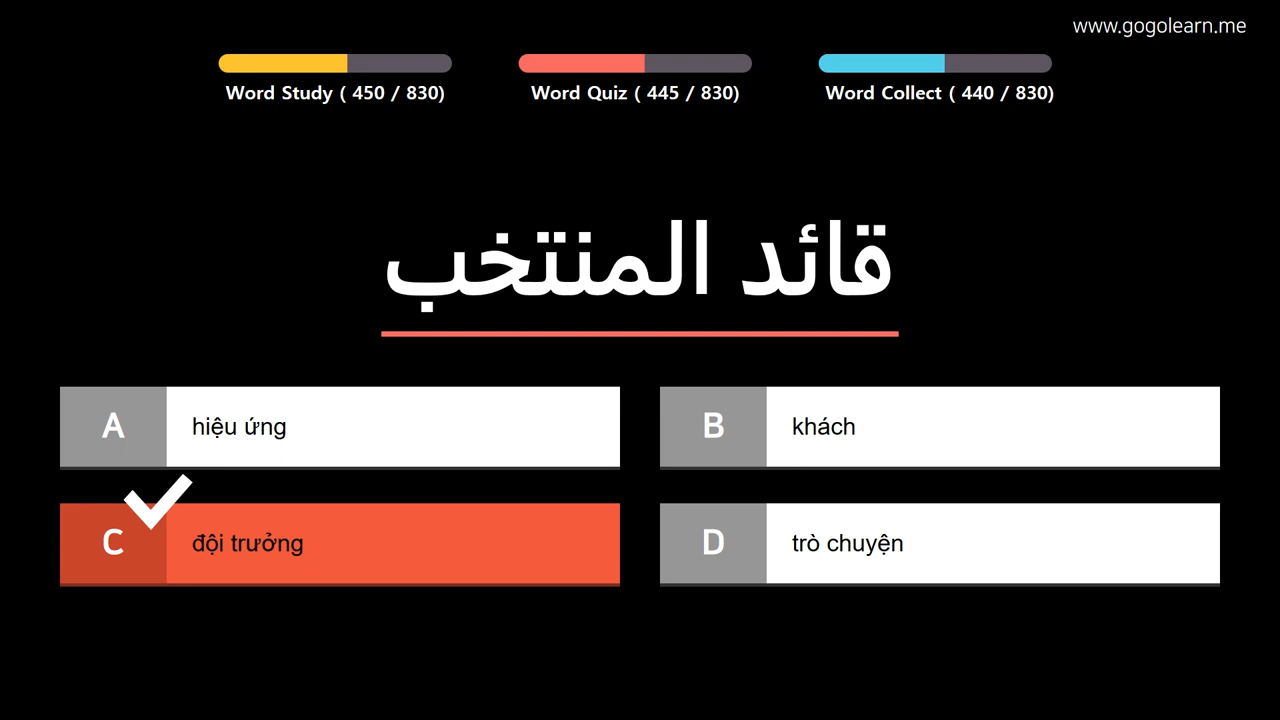 www.gogolearn.me
Word Study ( 450 / 830)
Word Quiz ( 445 / 830)
Word Collect ( 440 / 830)
قائد المنتخب
A
hiệu ứng
B
khách
C
đội trưởng
D
trò chuyện